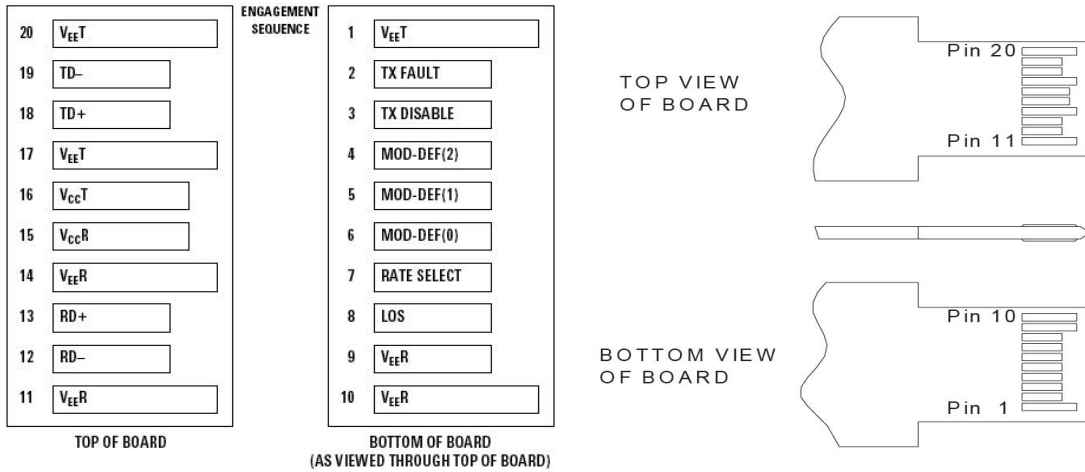 ENGAGEMENT
SEQUENCE
20 VEET
19 TD–
18 TD+
17 VEET
16 VCCT
15 VCCR
14 VEER
13 RD+
12 RD–
11 VEER
TOP OF BOARD
1 VEET
2 TX FAULT
3 TX DISABLE
4 MOD-DEF(2)
5 MOD-DEF(1)
6 MOD-DEF(0)
7 RATE SELECT
8 LOS
9 VEER
10 VEER
BOTTOM OF BOARD
(AS VIEWED THROUGH TOP OF BOARD)
TOP VIEW
OF BOARD
Pin 20
Pin 11
BOTTOM VIEW
OF BOARD
Pin 10
Pin 1